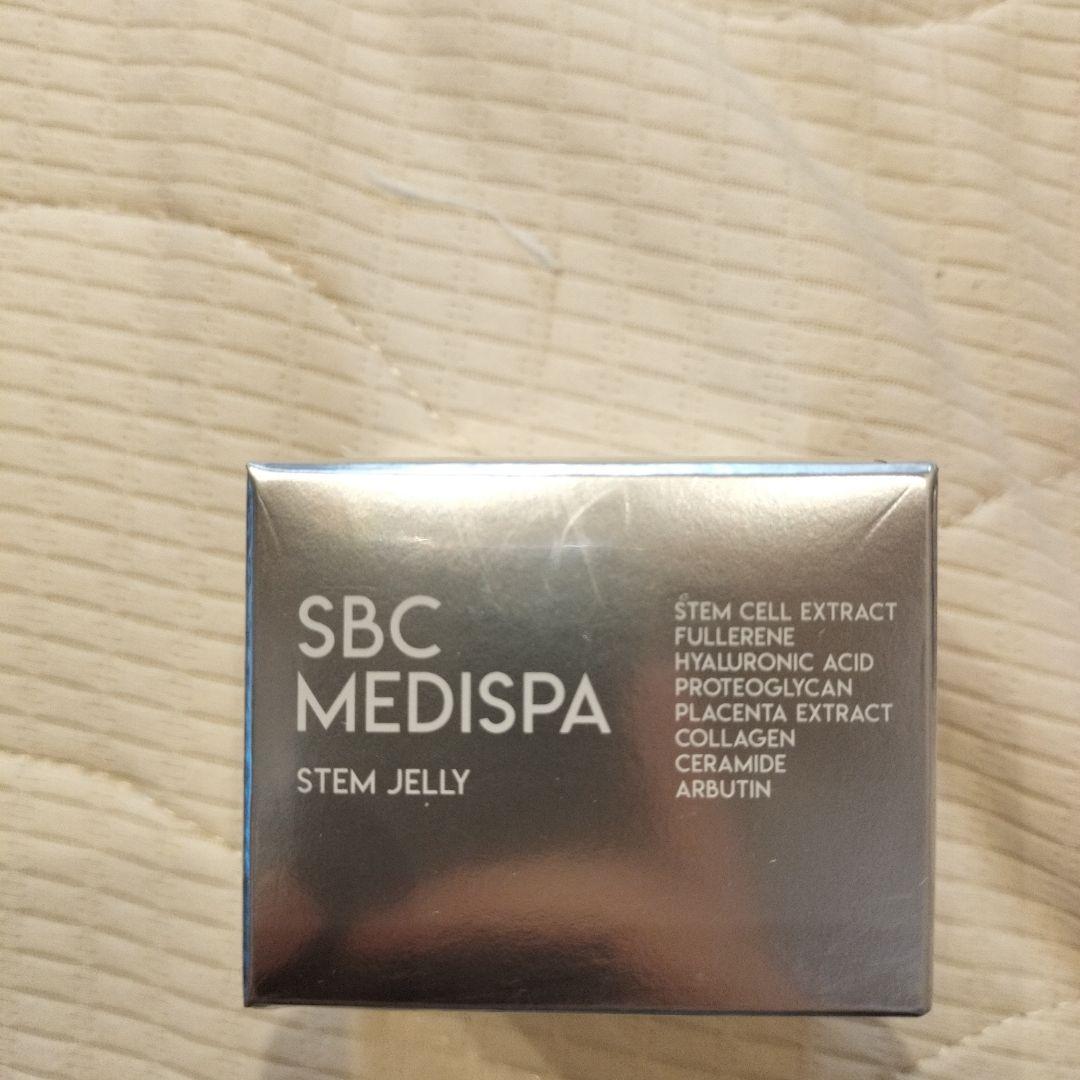 SBC
MEDISPA
STEM JELLY
STEM CELL EXTRACT
FULLERENE
HYALURONIC ACID
PROTEOGLYCAN
PLACENTA EXTRACT
COLLAGEN
CERAMIDE
ARBUTIN